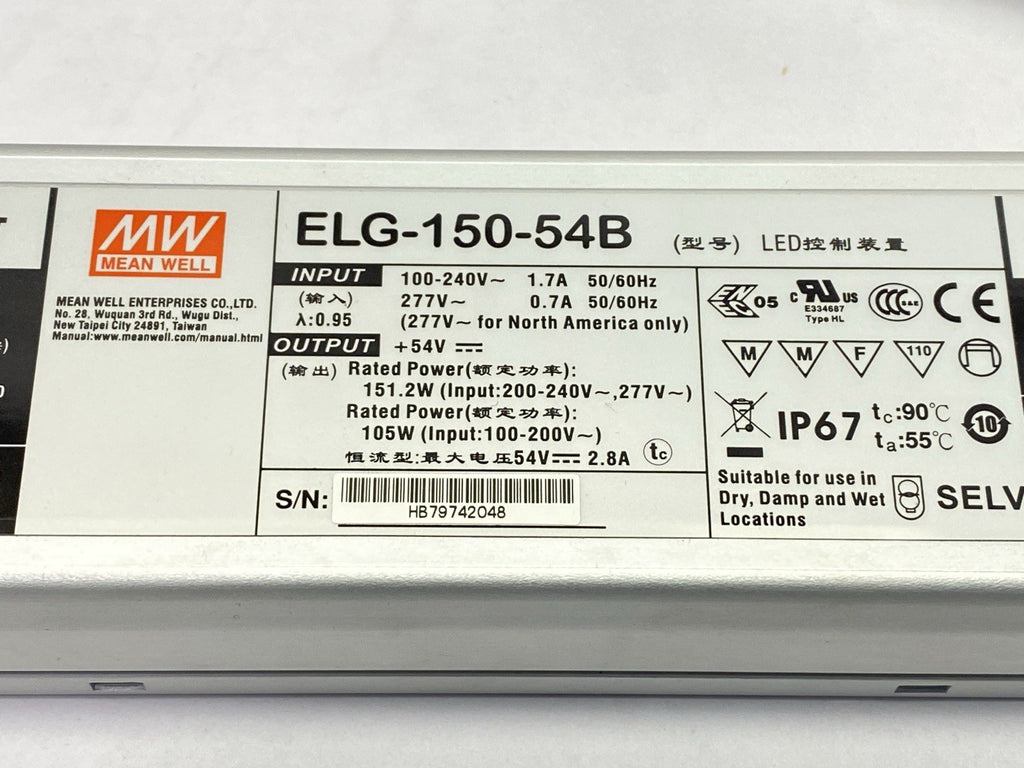 MW
MEAN WELL
MEAN WELL ENTERPRISES CO.,LTD.
No. 28, Wuquan 3rd Rd., Wugu Dist.,
New Taipei City 24891, Taiwan
Manual:www.meanwell.com/manual.html
ELG-150-54B (型号) LED控制装置
INPUT 100-240V~ 1.7A 50/60Hz
(输入) 277V~ 0.7A 50/60Hz
λ:0.95 (277V~ for North America only)
OUTPUT +54V ⎓
(输出) Rated Power(额定功率):
151.2W (Input:200-240V~,277V~)
Rated Power(额定功率):
105W (Input:100-200V~)
恒流型:最大电压54V⎓ 2.8A tc
S/N:
HB79742048
05 c RU US CCC S&E CE
E334687
Type HL
M M F 110
IP67 tc:90℃
ta:55℃
10
Suitable for use in
Dry, Damp and Wet
Locations
SELV